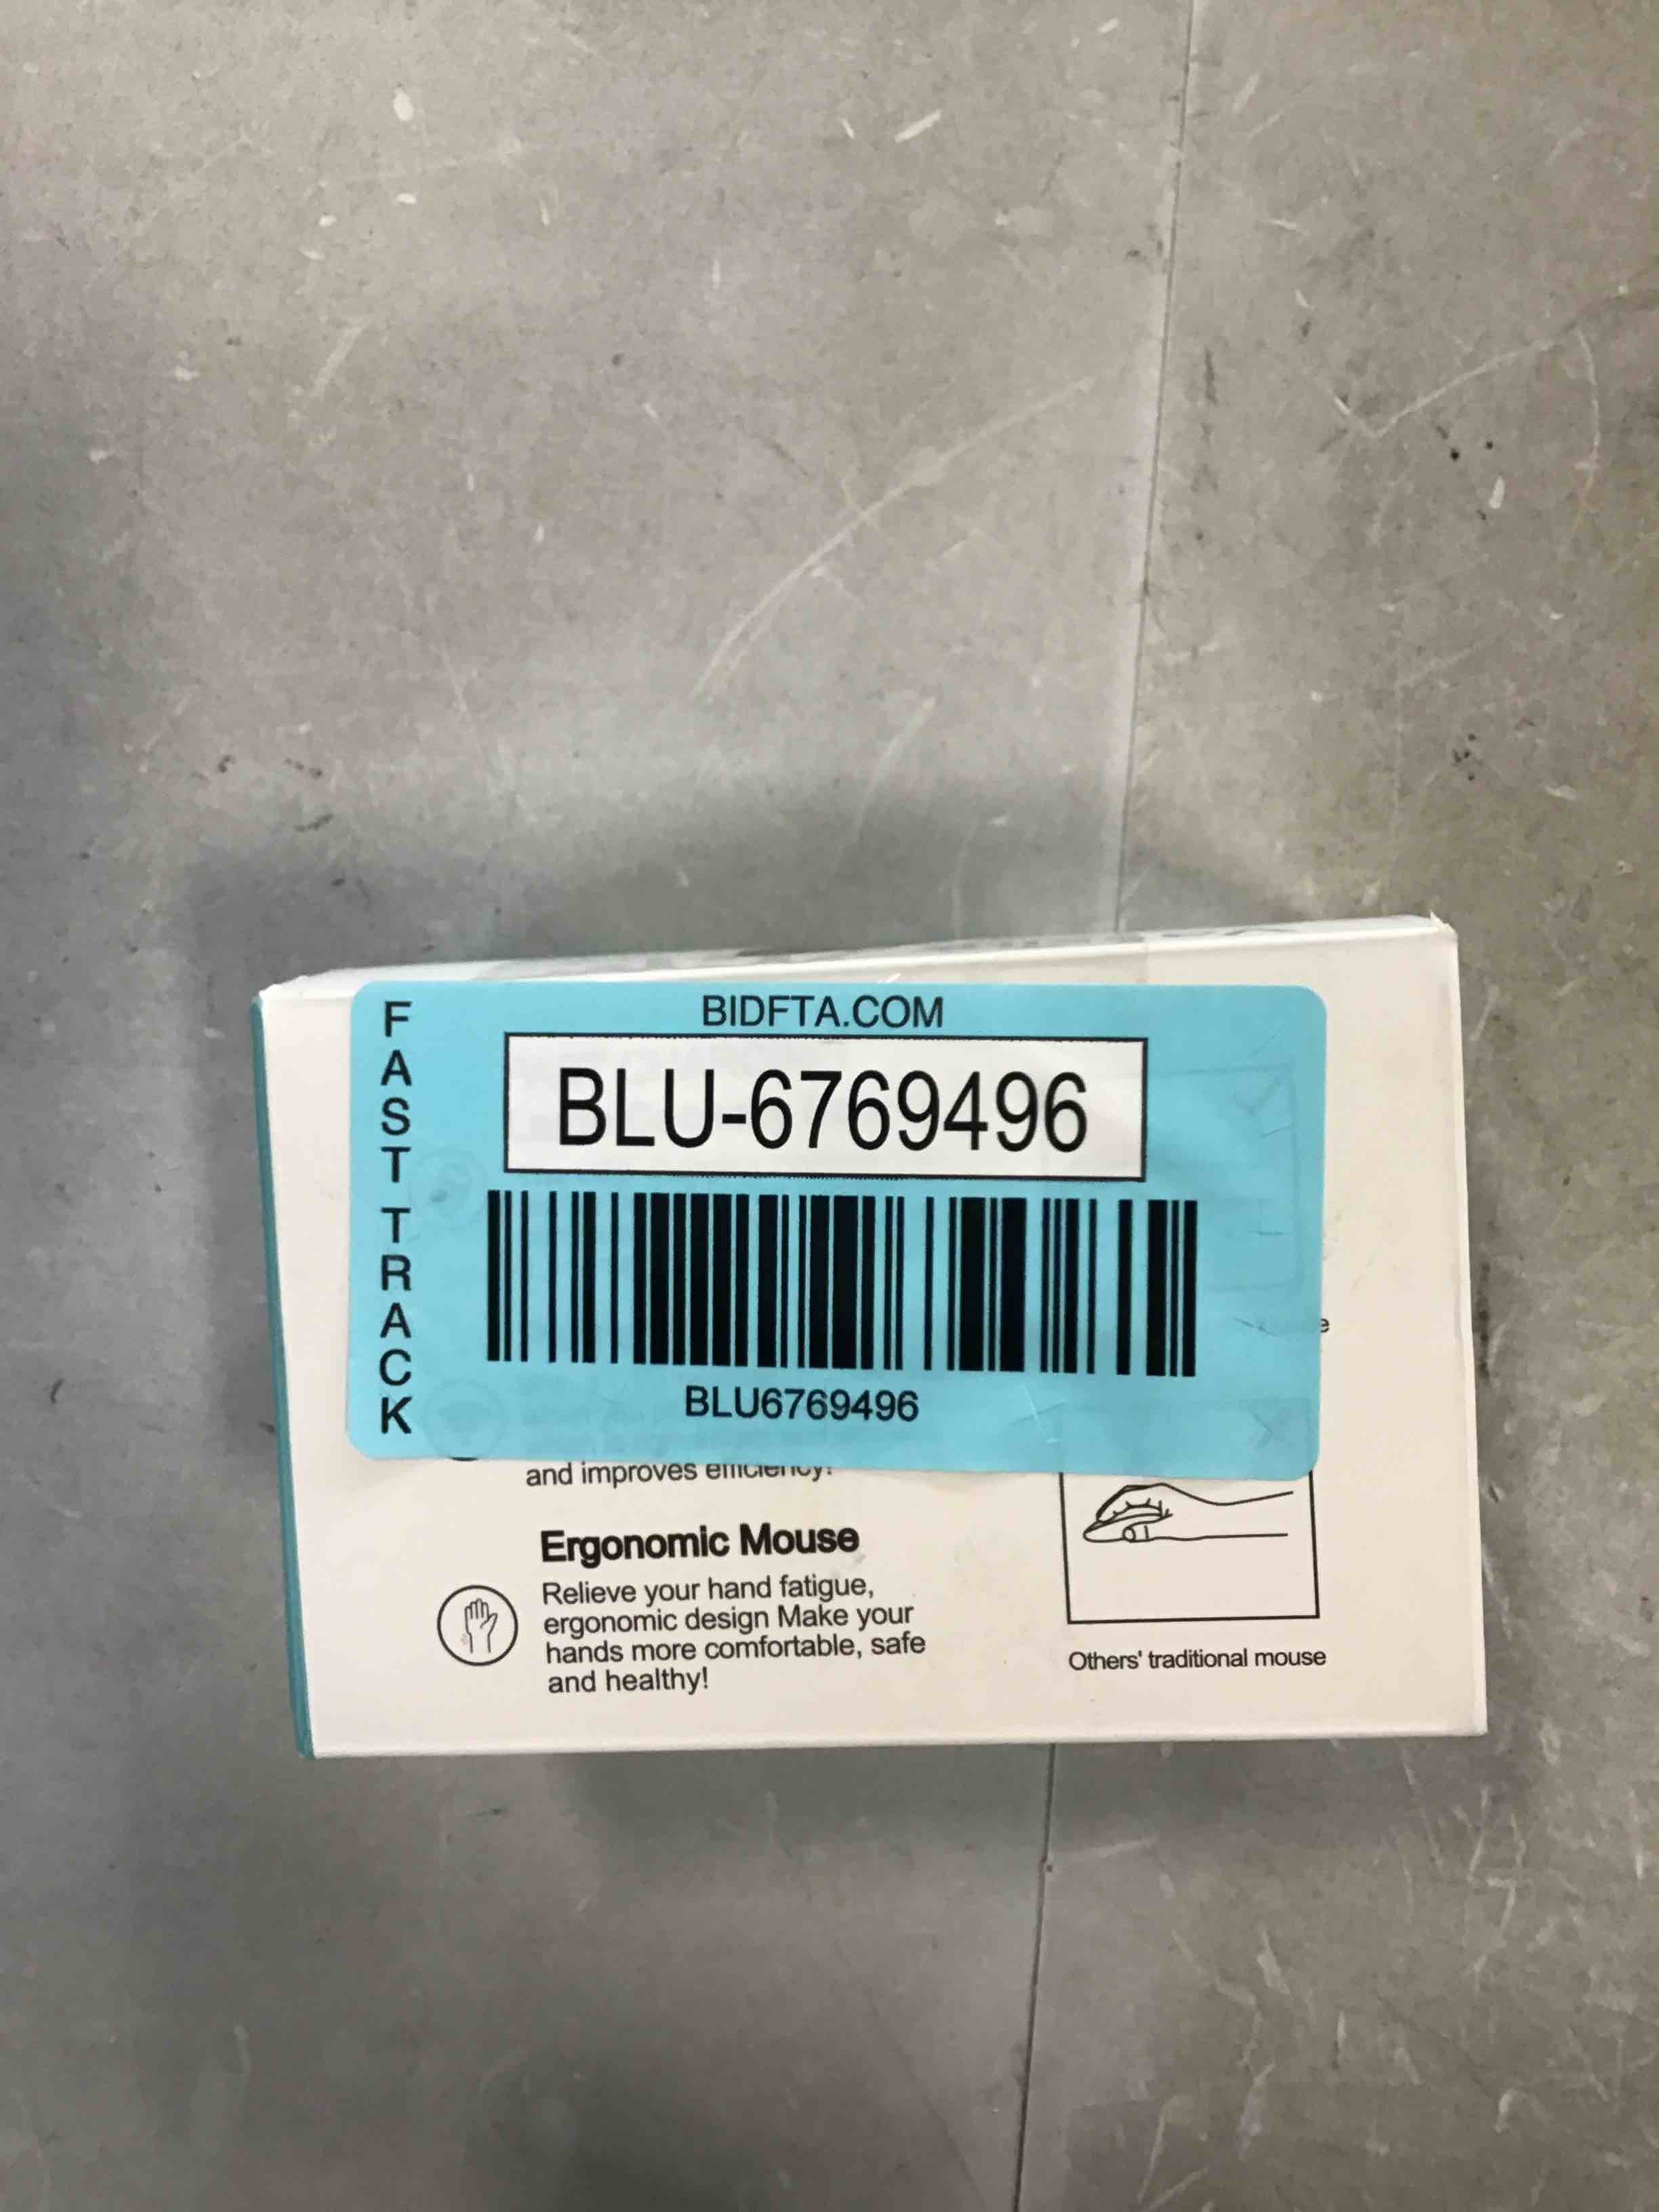 FAST TRACK
BIDFTA.COM
BLU-6769496
BLU6769496
and improves efficiency!
Ergonomic Mouse
Relieve your hand fatigue,
ergonomic design Make your
hands more comfortable, safe
and healthy!
Others' traditional mouse